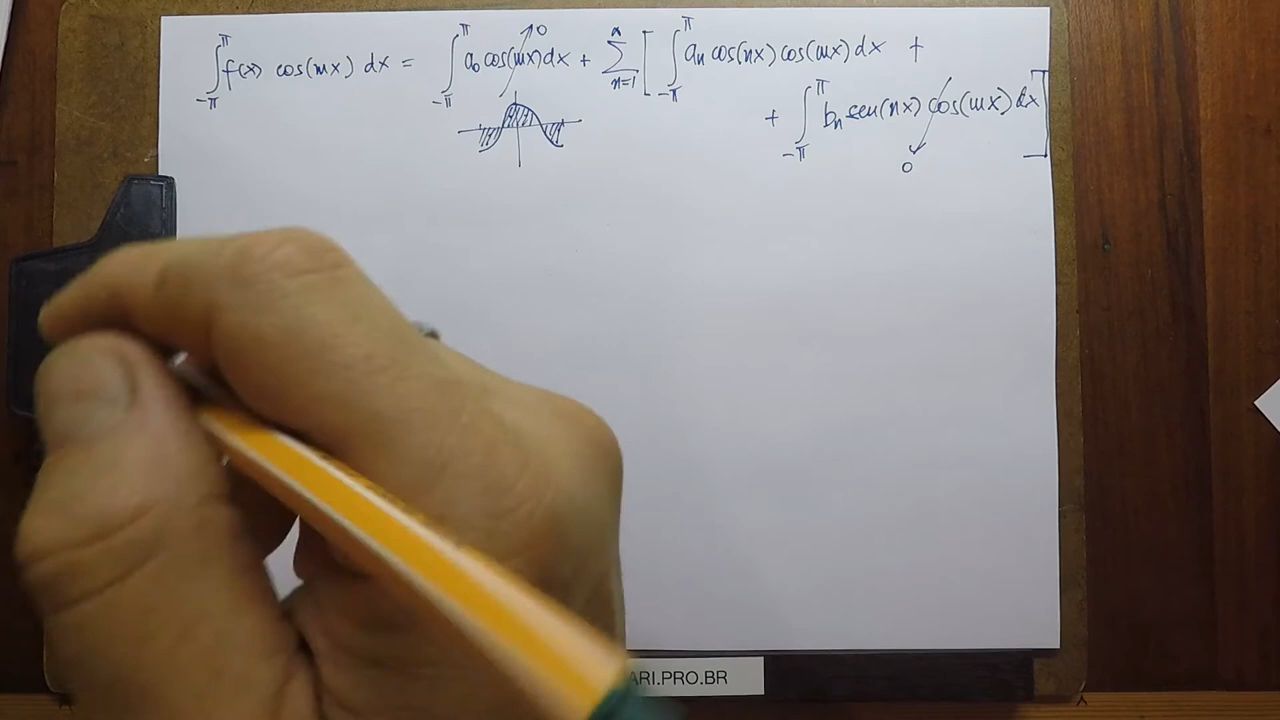 ∫_{-π}^{π} f(x) cos(mx) dx = ∫_{-π}^{π} a₀ cos(mx) dx + ∑_{n=1}^{∞} [ ∫_{-π}^{π} aₙ cos(nx) cos(mx) dx +
0
+ ∫_{-π}^{π} bₙ sen(nx) cos(mx) dx ]
0
ARI.PRO.BR